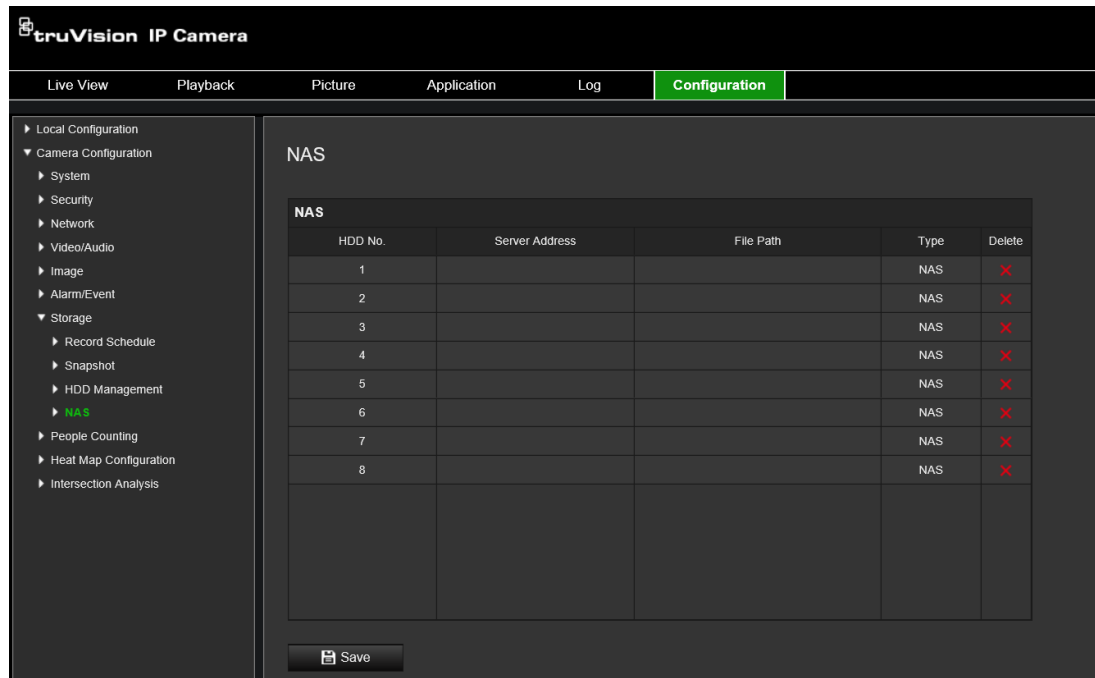 truVision IP Camera
Live View Playback Picture Application Log Configuration
Local Configuration
Camera Configuration
System
Security
Network
Video/Audio
Image
Alarm/Event
Storage
Record Schedule
Snapshot
HDD Management
NAS
People Counting
Heat Map Configuration
Intersection Analysis
NAS
NAS
HDD No. Server Address File Path Type Delete
1 NAS
2 NAS
3 NAS
4 NAS
5 NAS
6 NAS
7 NAS
8 NAS
Save